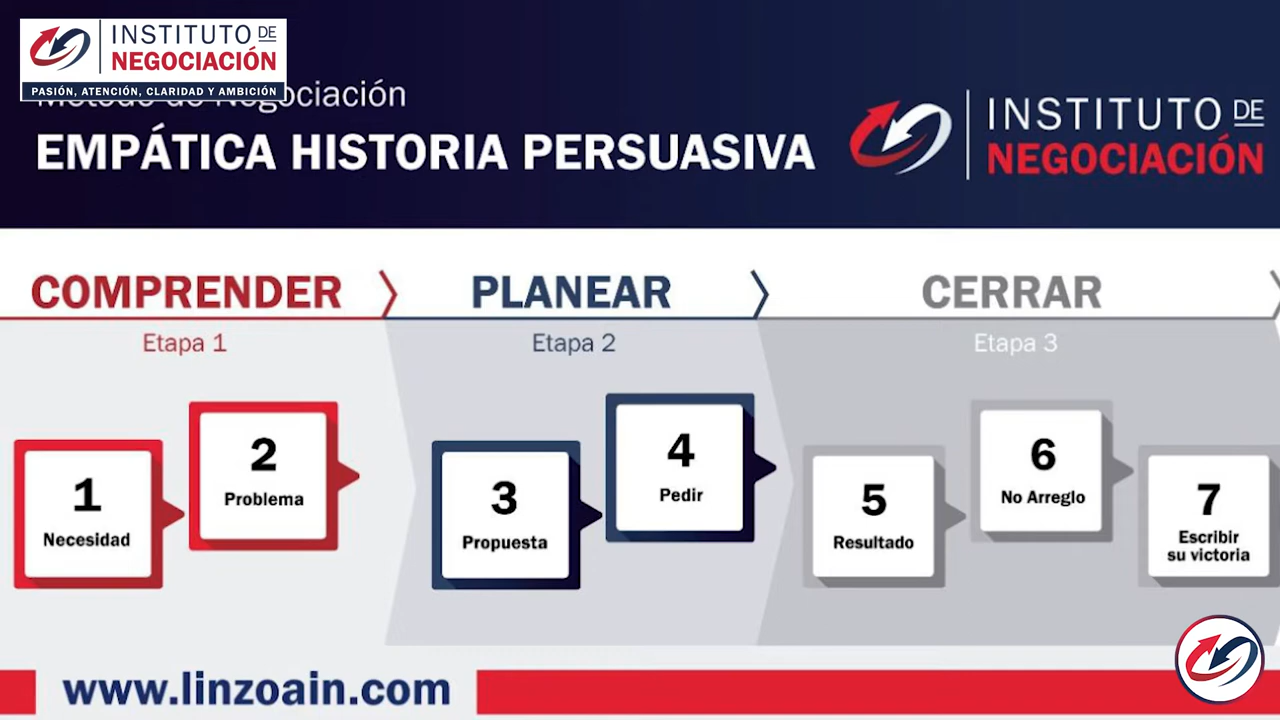 INSTITUTO DE
NEGOCIACIÓN
PASIÓN, ATENCIÓN, CLARIDAD Y AMBICIÓN
Método de Negociación
EMPÁTICA HISTORIA PERSUASIVA
INSTITUTO DE
NEGOCIACIÓN
COMPRENDER
PLANEAR
CERRAR
Etapa 1
Etapa 2
Etapa 3
1
Necesidad
2
Problema
3
Propuesta
4
Pedir
5
Resultado
6
No Arreglo
7
Escribir
su victoria
www.linzoain.com